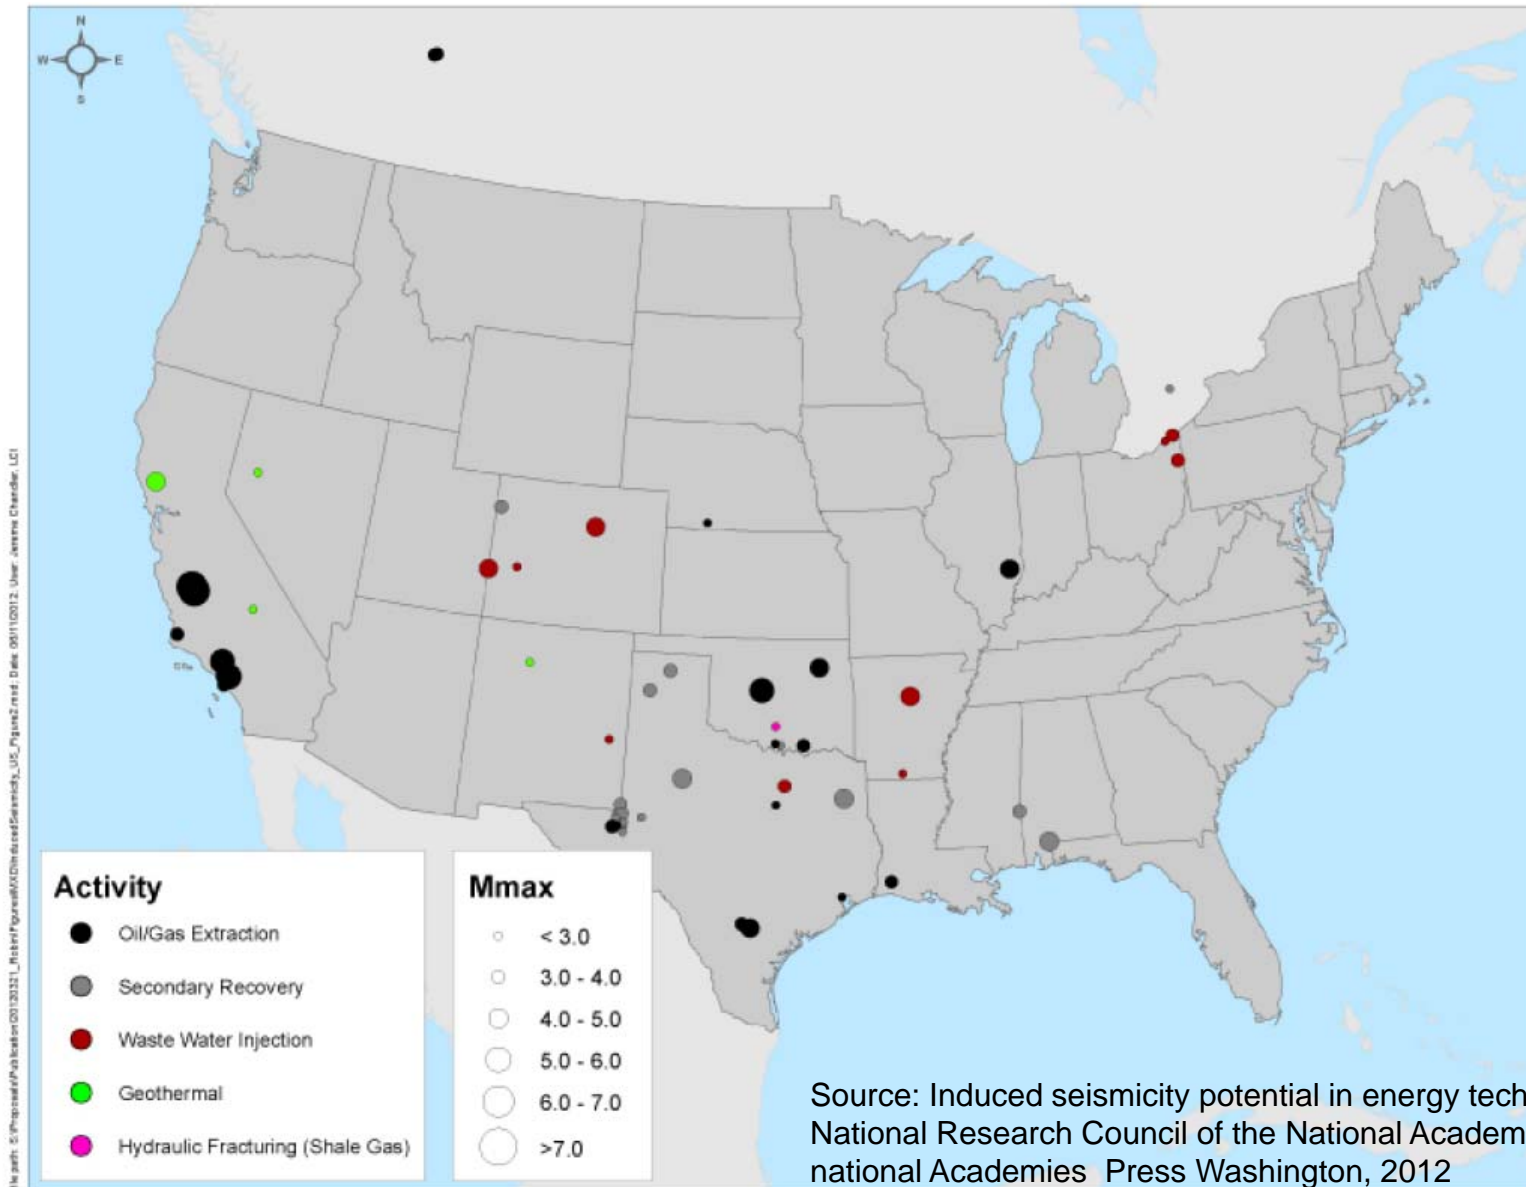 N
W E
S
Activity
Oil/Gas Extraction
Secondary Recovery
Waste Water Injection
Geothermal
Hydraulic Fracturing (Shale Gas)
Mmax
< 3.0
3.0 - 4.0
4.0 - 5.0
5.0 - 6.0
6.0 - 7.0
>7.0
Source: Induced seismicity potential in energy tech
National Research Council of the National Academ
national Academies Press Washington, 2012